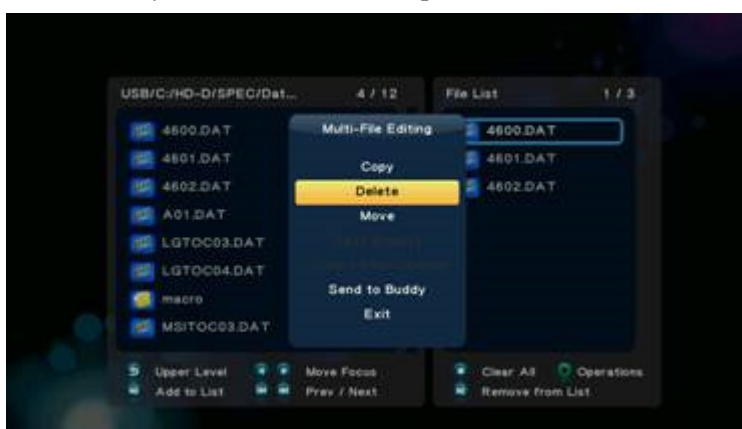 USB/C:/HD-D/SPEC/Dat... 4 / 12
4600.DAT
4601.DAT
4602.DAT
A01.DAT
LGTOC03.DAT
LGTOC04.DAT
macro
MSITOC03.DAT
Multi-File Editing
Copy
Delete
Move
Send to Buddy
Exit
File List 1 / 3
4600.DAT
4601.DAT
4602.DAT
Upper Level Move Focus
Add to List Prev / Next
Clear All Operations
Remove from List